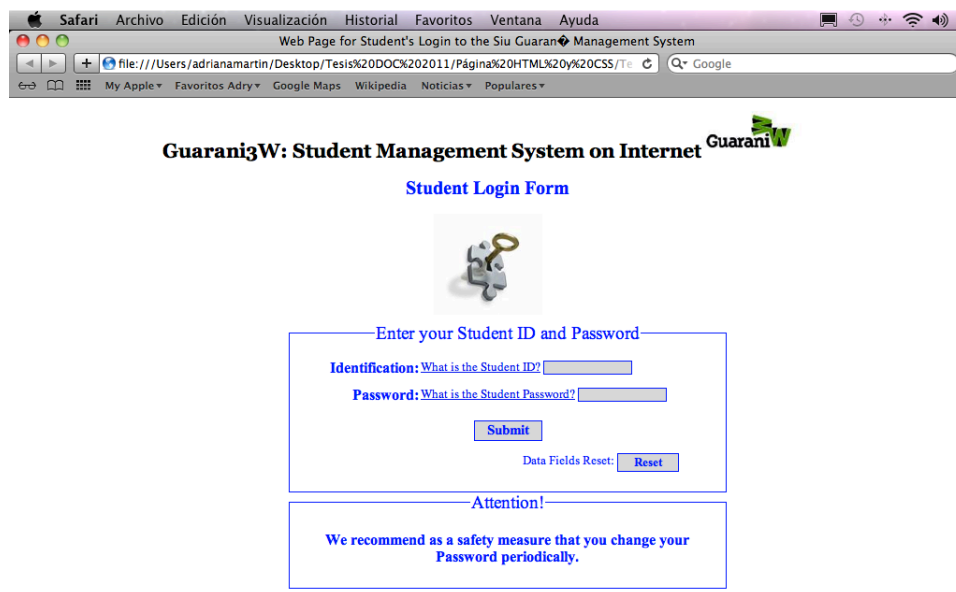 Safari Archivo Edición Visualización Historial Favoritos Ventana Ayuda
Web Page for Student's Login to the Siu Guaran� Management System
file:///Users/adrianamartin/Desktop/Tesis%20DOC%202011/Página%20HTML%20y%20CSS/Te Google
My Apple Favoritos Adry Google Maps Wikipedia Noticias Populares
Guarani3W: Student Management System on Internet Guarani 3W
Student Login Form
Enter your Student ID and Password
Identification: What is the Student ID?
Password: What is the Student Password?
Submit
Data Fields Reset: Reset
Attention!
We recommend as a safety measure that you change your
Password periodically.